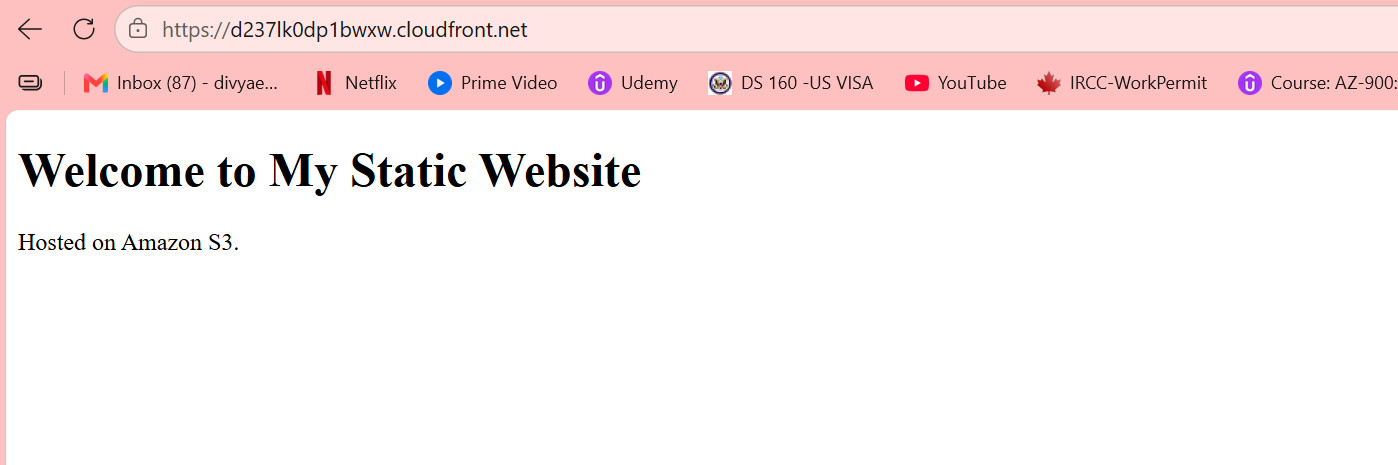 https://d237lk0dp1bwxw.cloudfront.net
Inbox (87) - divyae... Netflix Prime Video Udemy DS 160 -US VISA YouTube IRCC-WorkPermit Course: AZ-900:
Welcome to My Static Website
Hosted on Amazon S3.